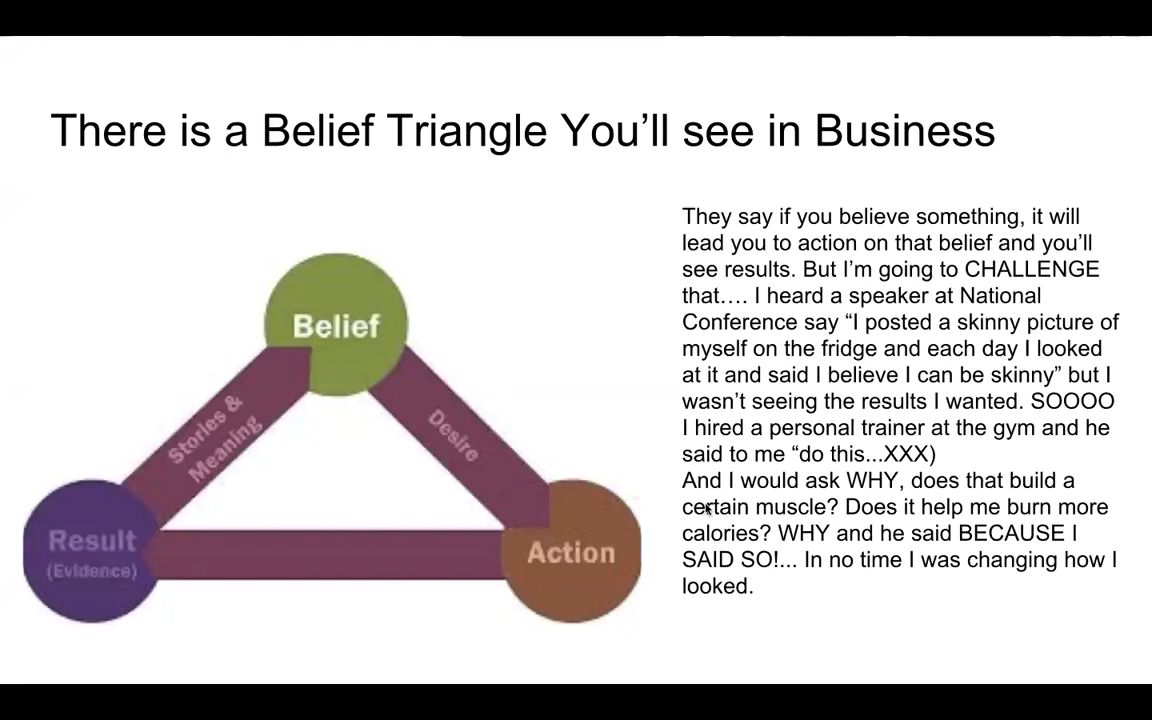 There is a Belief Triangle You’ll see in Business
They say if you believe something, it will
lead you to action on that belief and you’ll
see results. But I’m going to CHALLENGE
that…. I heard a speaker at National
Conference say “I posted a skinny picture of
myself on the fridge and each day I looked
at it and said I believe I can be skinny” but I
wasn’t seeing the results I wanted. SOOOO
I hired a personal trainer at the gym and he
said to me “do this...XXX)
And I would ask WHY, does that build a
certain muscle? Does it help me burn more
calories? WHY and he said BECAUSE I
SAID SO!... In no time I was changing how I
looked.
Belief
Stories &
Meaning
Desire
Result
(Evidence)
Action